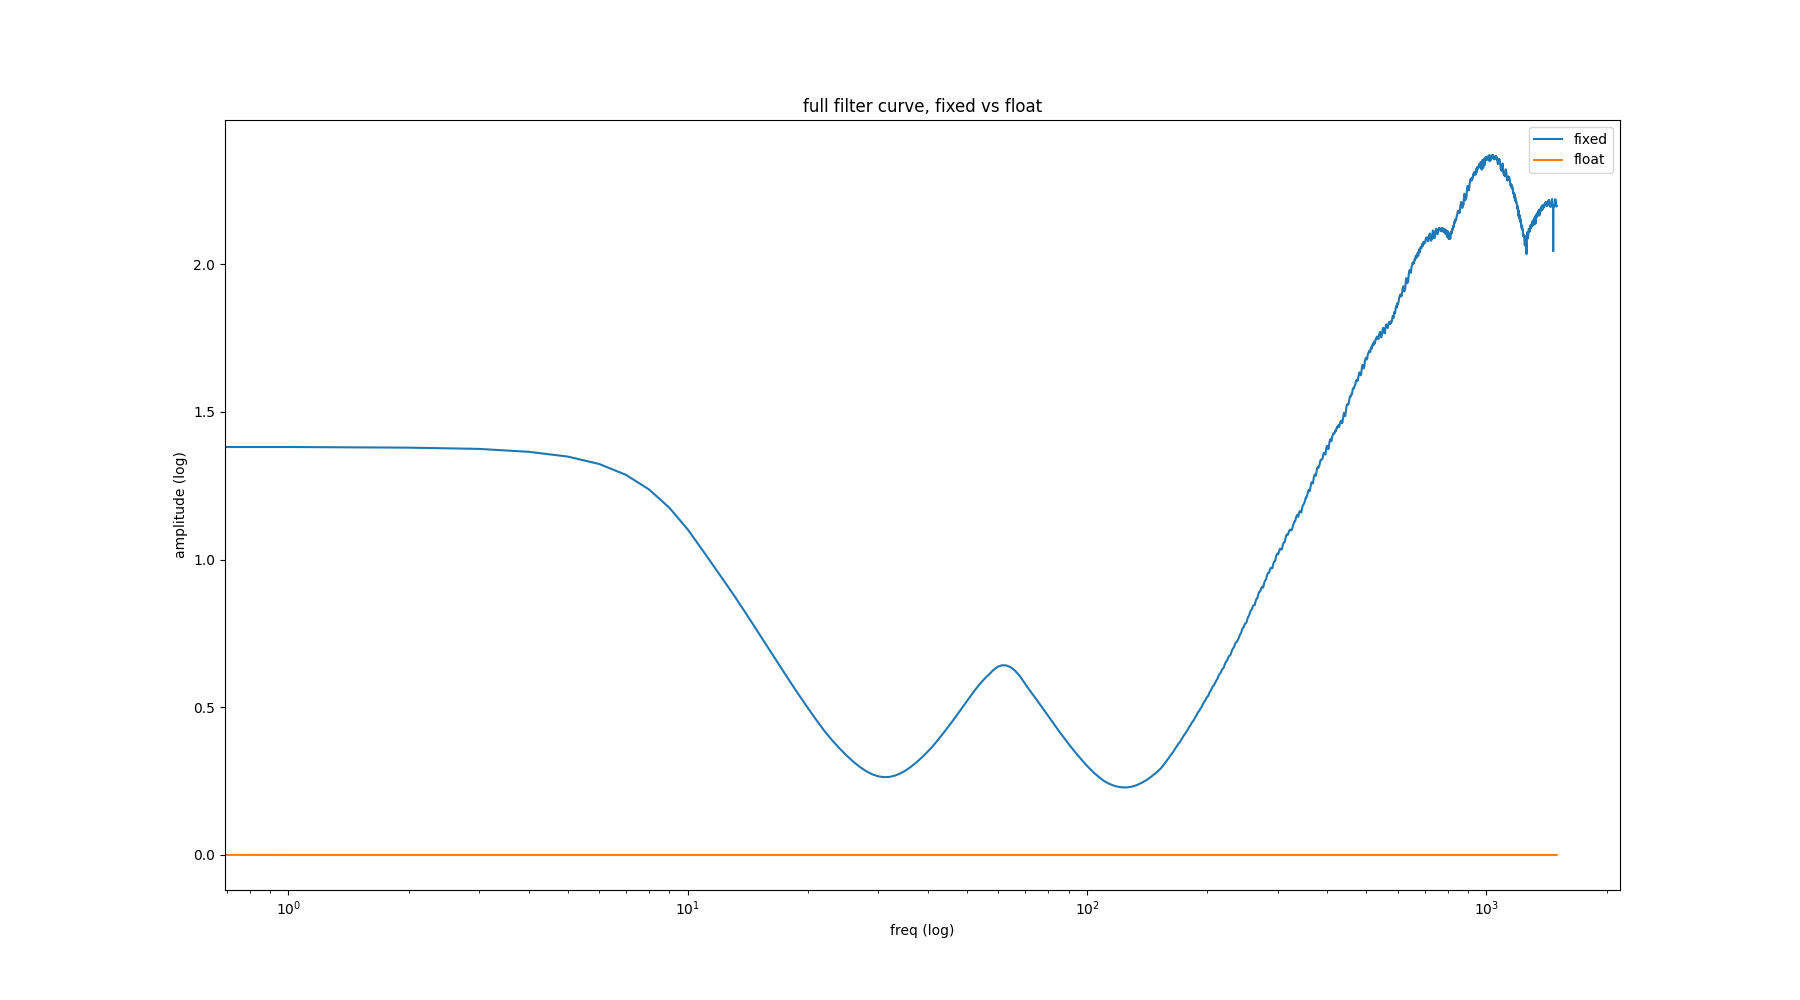 full filter curve, fixed vs float
fixed
float
2.0
1.5
1.0
0.5
0.0
amplitude (log)
10⁰
10¹
10²
10³
freq (log)